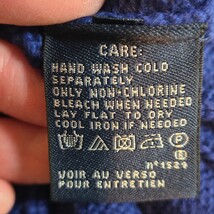 CARE:
HAND WASH COLD
SEPARATELY
ONLY NON-CHLORINE
BLEACH WHEN NEEDED
LAY FLAT TO DRY
COOL IRON IF NEEDED
P
n° 1529
VOIR AU VERSO
POUR ENTRETIEN